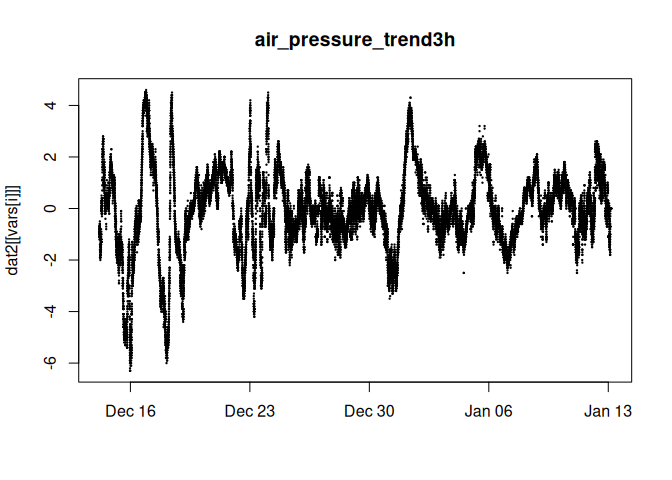 air_pressure_trend3h
dat2[[vars[i]]]
4
2
0
-2
-4
-6
Dec 16
Dec 23
Dec 30
Jan 06
Jan 13